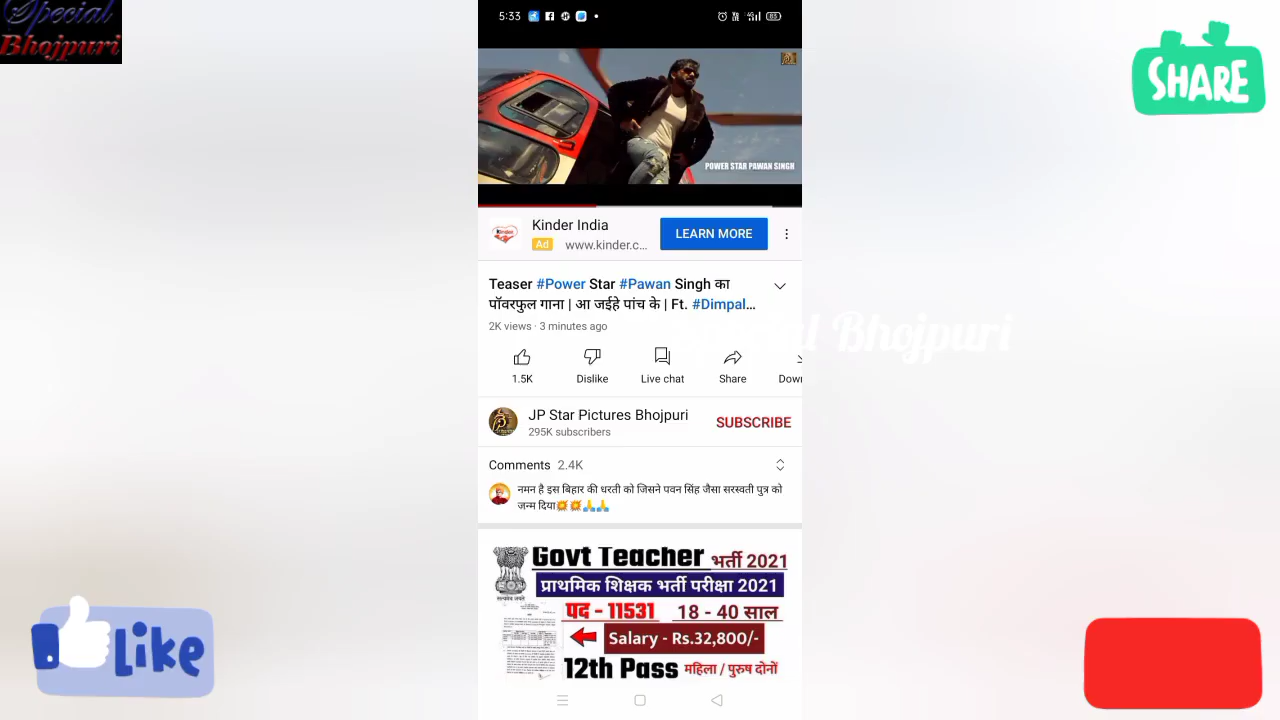 Special
Bhojpuri
SHARE
5:33
POWER STAR PAWAN SINGH
Kinder India
Ad www.kinder.c...
LEARN MORE
Teaser #Power Star #Pawan Singh का
पॉवरफुल गाना | आ जईहे पांच के | Ft. #Dimpal...
2K views · 3 minutes ago
Bhojpuri
1.5K Dislike Live chat Share Down
JP Star Pictures Bhojpuri
295K subscribers
SUBSCRIBE
Comments 2.4K
नमन है इस बिहार की धरती को जिसने पवन सिंह जैसा सरस्वती पुत्र को
जन्म दिया💥💥🙏🙏
Govt Teacher भर्ती 2021
प्राथमिक शिक्षक भर्ती परीक्षा 2021
पद - 11531 18 - 40 साल
Salary - Rs.32,800/-
12th Pass महिला / पुरुष दोनों